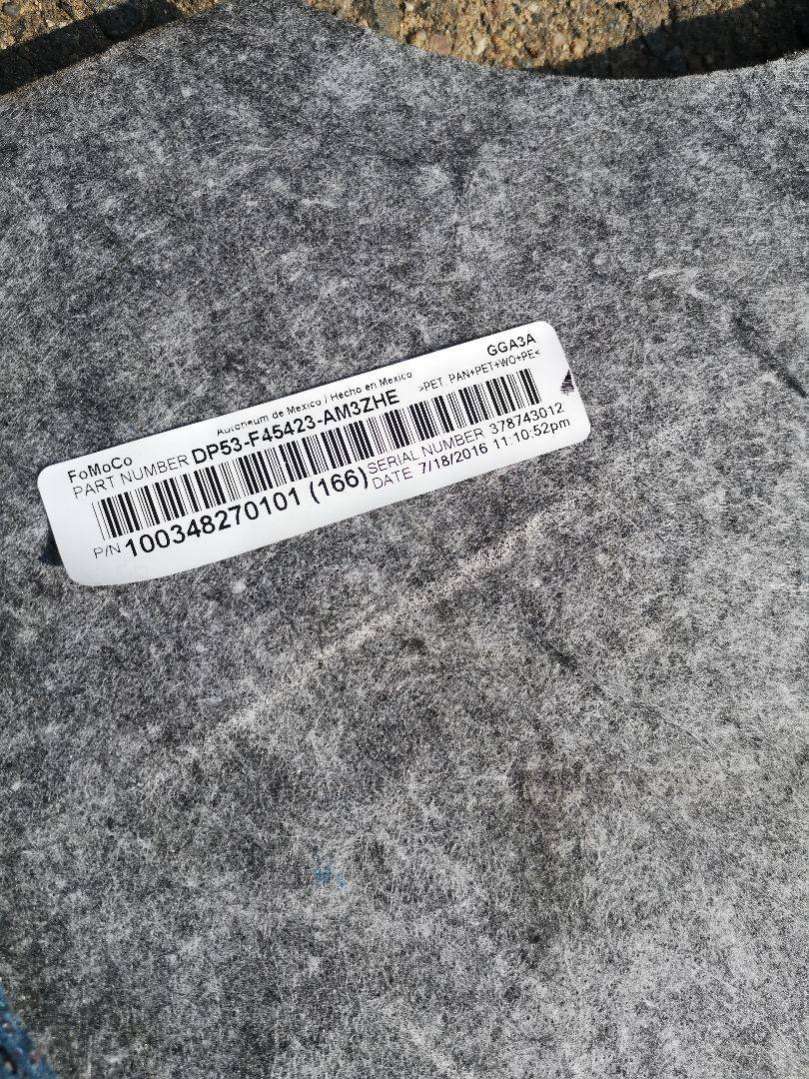 GGA3A
Autoneum de Mexico / Hecho en Mexico >PET PAN+PET+WO+PE<
FoMoCo
PART NUMBER DP53-F45423-AM3ZHE
P/N 100348270101 (166) SERIAL NUMBER 378743012
DATE 7/18/2016 11:10:52pm